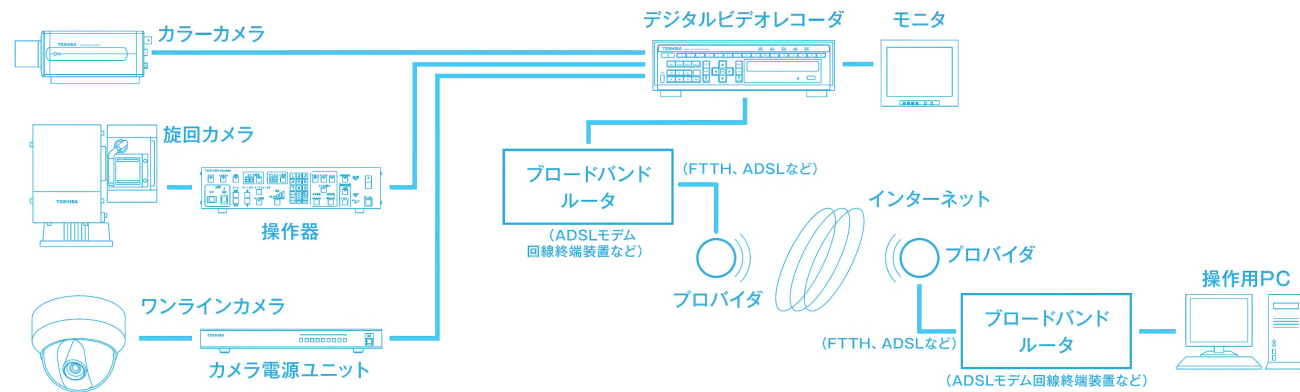 カラーカメラ
TOSHIBA
デジタルビデオレコーダ
TOSHIBA
モニタ
旋回カメラ
TOSHIBA
TOSHIBA
操作器
ブロードバンド
ルータ
(FTTH、ADSLなど)
(ADSLモデム
回線終端装置など)
インターネット
プロバイダ
プロバイダ
ワンラインカメラ
TOSHIBA
カメラ電源ユニット
(FTTH、ADSLなど)
ブロードバンド
ルータ
(ADSLモデム回線終端装置など)
操作用PC